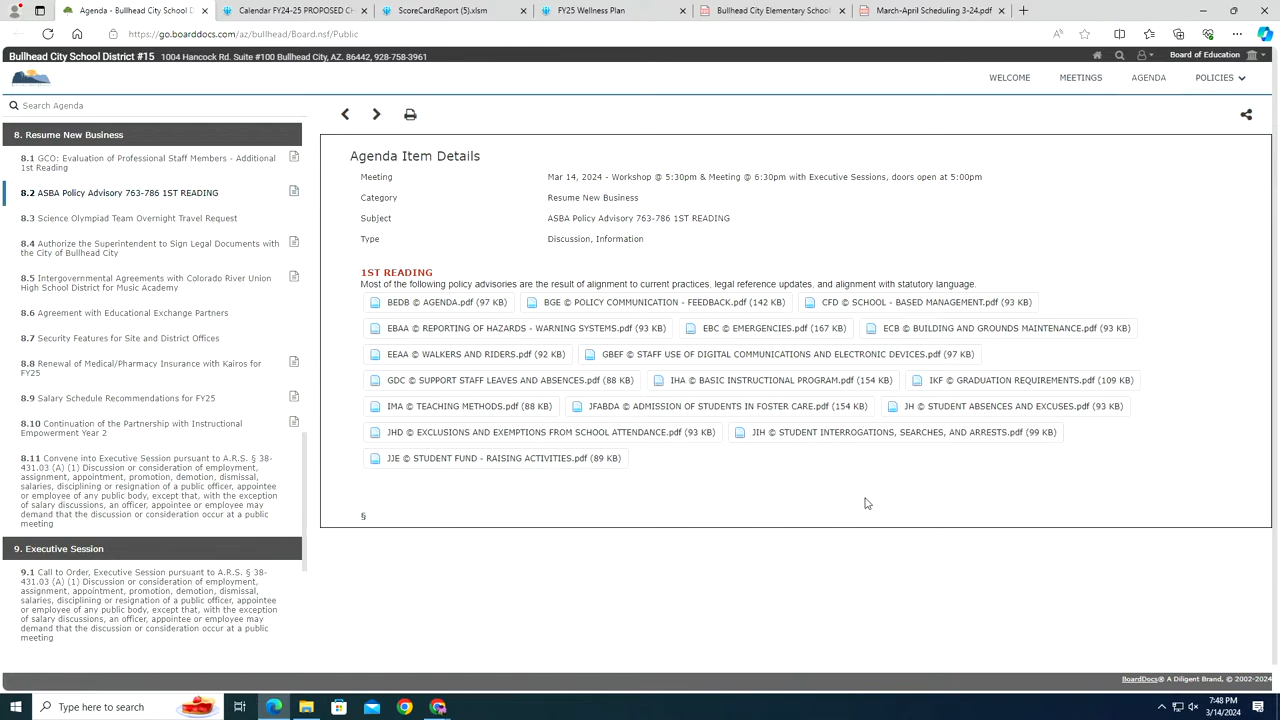 Agenda - Bullhead City School D
Calendar FY24-25 PROPOSED CH
ScoreCardReport (5).xlsm
FY25 Wellness Plan
Bullhead City Elementary School
March-April Scheduling 3-24.pdf
https://go.boarddocs.com/az/bullhead/Board.nsf/Public
Bullhead City School District #15 1004 Hancock Rd. Suite #100 Bullhead City, AZ. 86442, 928-758-3961
Board of Education
WELCOME MEETINGS AGENDA POLICIES
Search Agenda
8. Resume New Business
8.1 GCO: Evaluation of Professional Staff Members - Additional
1st Reading
8.2 ASBA Policy Advisory 763-786 1ST READING
8.3 Science Olympiad Team Overnight Travel Request
8.4 Authorize the Superintendent to Sign Legal Documents with
the City of Bullhead City
8.5 Intergovernmental Agreements with Colorado River Union
High School District for Music Academy
8.6 Agreement with Educational Exchange Partners
8.7 Security Features for Site and District Offices
8.8 Renewal of Medical/Pharmacy Insurance with Kairos for
FY25
8.9 Salary Schedule Recommendations for FY25
8.10 Continuation of the Partnership with Instructional
Empowerment Year 2
8.11 Convene into Executive Session pursuant to A.R.S. § 38-
431.03 (A) (1) Discussion or consideration of employment,
assignment, appointment, promotion, demotion, dismissal,
salaries, disciplining or resignation of a public officer, appointee
or employee of any public body, except that, with the exception
of salary discussions, an officer, appointee or employee may
demand that the discussion or consideration occur at a public
meeting
9. Executive Session
9.1 Call to Order, Executive Session pursuant to A.R.S. § 38-
431.03 (A) (1) Discussion or consideration of employment,
assignment, appointment, promotion, demotion, dismissal,
salaries, disciplining or resignation of a public officer, appointee
or employee of any public body, except that, with the exception
of salary discussions, an officer, appointee or employee may
demand that the discussion or consideration occur at a public
meeting
Agenda Item Details
Meeting Mar 14, 2024 - Workshop @ 5:30pm & Meeting @ 6:30pm with Executive Sessions, doors open at 5:00pm
Category Resume New Business
Subject ASBA Policy Advisory 763-786 1ST READING
Type Discussion, Information
1ST READING
Most of the following policy advisories are the result of alignment to current practices, legal reference updates, and alignment with statutory language.
BEDB © AGENDA.pdf (97 KB) BGE © POLICY COMMUNICATION - FEEDBACK.pdf (142 KB) CFD © SCHOOL - BASED MANAGEMENT.pdf (93 KB)
EBAA © REPORTING OF HAZARDS - WARNING SYSTEMS.pdf (93 KB) EBC © EMERGENCIES.pdf (167 KB) ECB © BUILDING AND GROUNDS MAINTENANCE.pdf (93 KB)
EEAA © WALKERS AND RIDERS.pdf (92 KB) GBEF © STAFF USE OF DIGITAL COMMUNICATIONS AND ELECTRONIC DEVICES.pdf (97 KB)
GDC © SUPPORT STAFF LEAVES AND ABSENCES.pdf (88 KB) IHA © BASIC INSTRUCTIONAL PROGRAM.pdf (154 KB) IKF © GRADUATION REQUIREMENTS.pdf (109 KB)
IMA © TEACHING METHODS.pdf (88 KB) JFABDA © ADMISSION OF STUDENTS IN FOSTER CARE.pdf (154 KB) JH © STUDENT ABSENCES AND EXCUSES.pdf (93 KB)
JHD © EXCLUSIONS AND EXEMPTIONS FROM SCHOOL ATTENDANCE.pdf (93 KB) JIH © STUDENT INTERROGATIONS, SEARCHES, AND ARRESTS.pdf (99 KB)
JJE © STUDENT FUND - RAISING ACTIVITIES.pdf (89 KB)
§
BoardDocs® A Diligent Brand, © 2002-2024
Type here to search
7:48 PM
3/14/2024